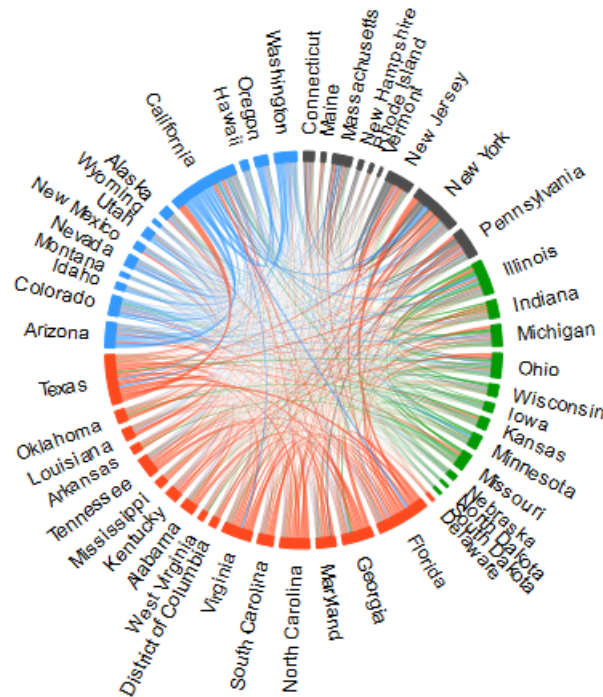 Connecticut
Maine
Massachusetts
New Hampshire
Rhode Island
Vermont
New Jersey
New York
Pennsylvania
Illinois
Indiana
Michigan
Ohio
Wisconsin
Iowa
Kansas
Minnesota
Missouri
Nebraska
North Dakota
South Dakota
Delaware
Florida
Georgia
Maryland
North Carolina
South Carolina
Virginia
District of Columbia
West Virginia
Alabama
Kentucky
Mississippi
Tennessee
Arkansas
Louisiana
Oklahoma
Texas
Arizona
Colorado
Idaho
Montana
Nevada
New Mexico
Utah
Wyoming
Alaska
California
Hawaii
Oregon
Washington